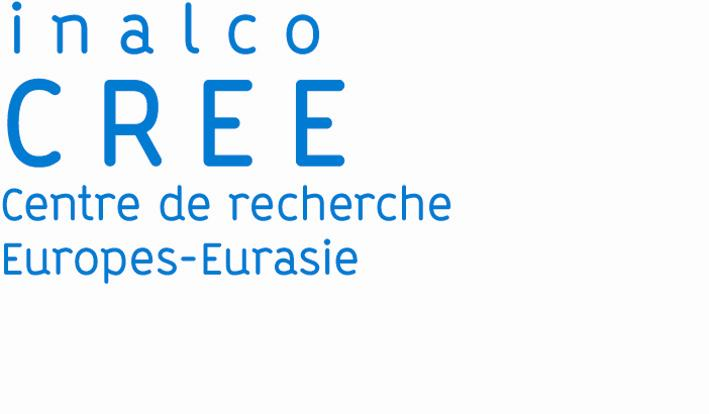 inalco
CREE
Centre de recherche
Europes-Eurasie